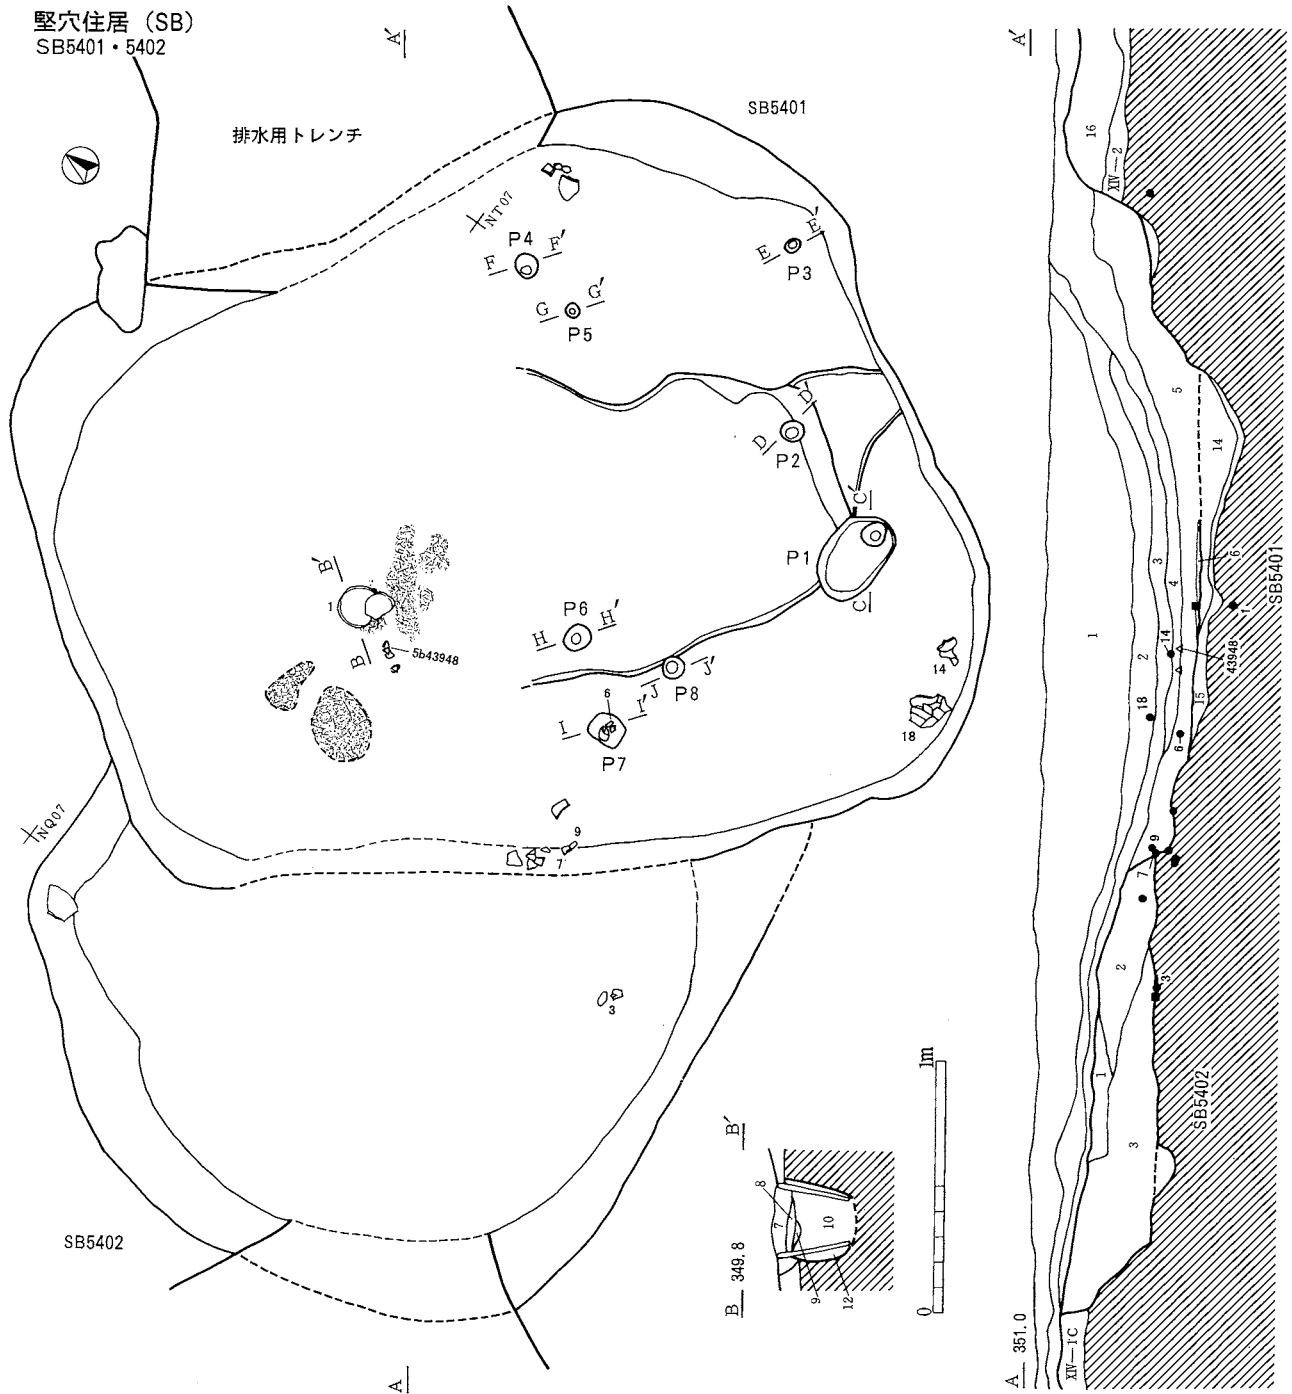 竪穴住居 (SB)
SB5401・5402
A′
排水用トレンチ
SB5401
NT07
P4
F
F′
E
E′
P3
G
G′
P5
D
D′
P2
C′
P1
C
B′
1
B
5b43948
P6
H
H′
J
J′
P8
6
I
I′
P7
14
18
NQ07
9
7
3
SB5402
A
B′
8
7
10
9
12
B 349.8
1m
0
A′
16
XIV—2
5
14
6
SB5401
3
4
1
1
2
14
43948
15
18
6
9
7
2
3
1
SB5402
3
XIV—1C
A 351.0